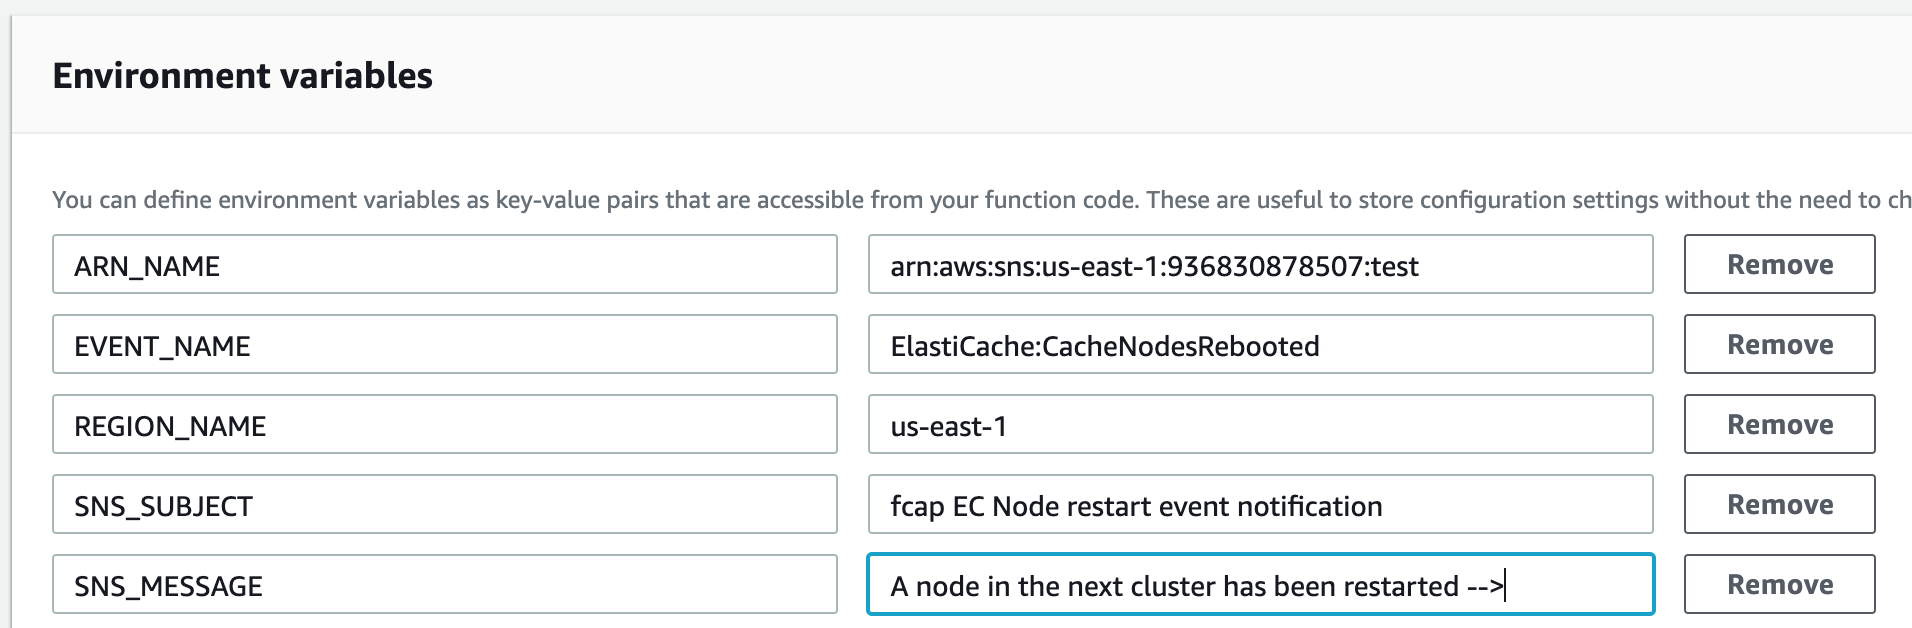 Environment variables
You can define environment variables as key-value pairs that are accessible from your function code. These are useful to store configuration settings without the need to ch
ARN_NAME arn:aws:sns:us-east-1:936830878507:test Remove
EVENT_NAME ElastiCache:CacheNodesRebooted Remove
REGION_NAME us-east-1 Remove
SNS_SUBJECT fcap EC Node restart event notification Remove
SNS_MESSAGE A node in the next cluster has been restarted --> Remove